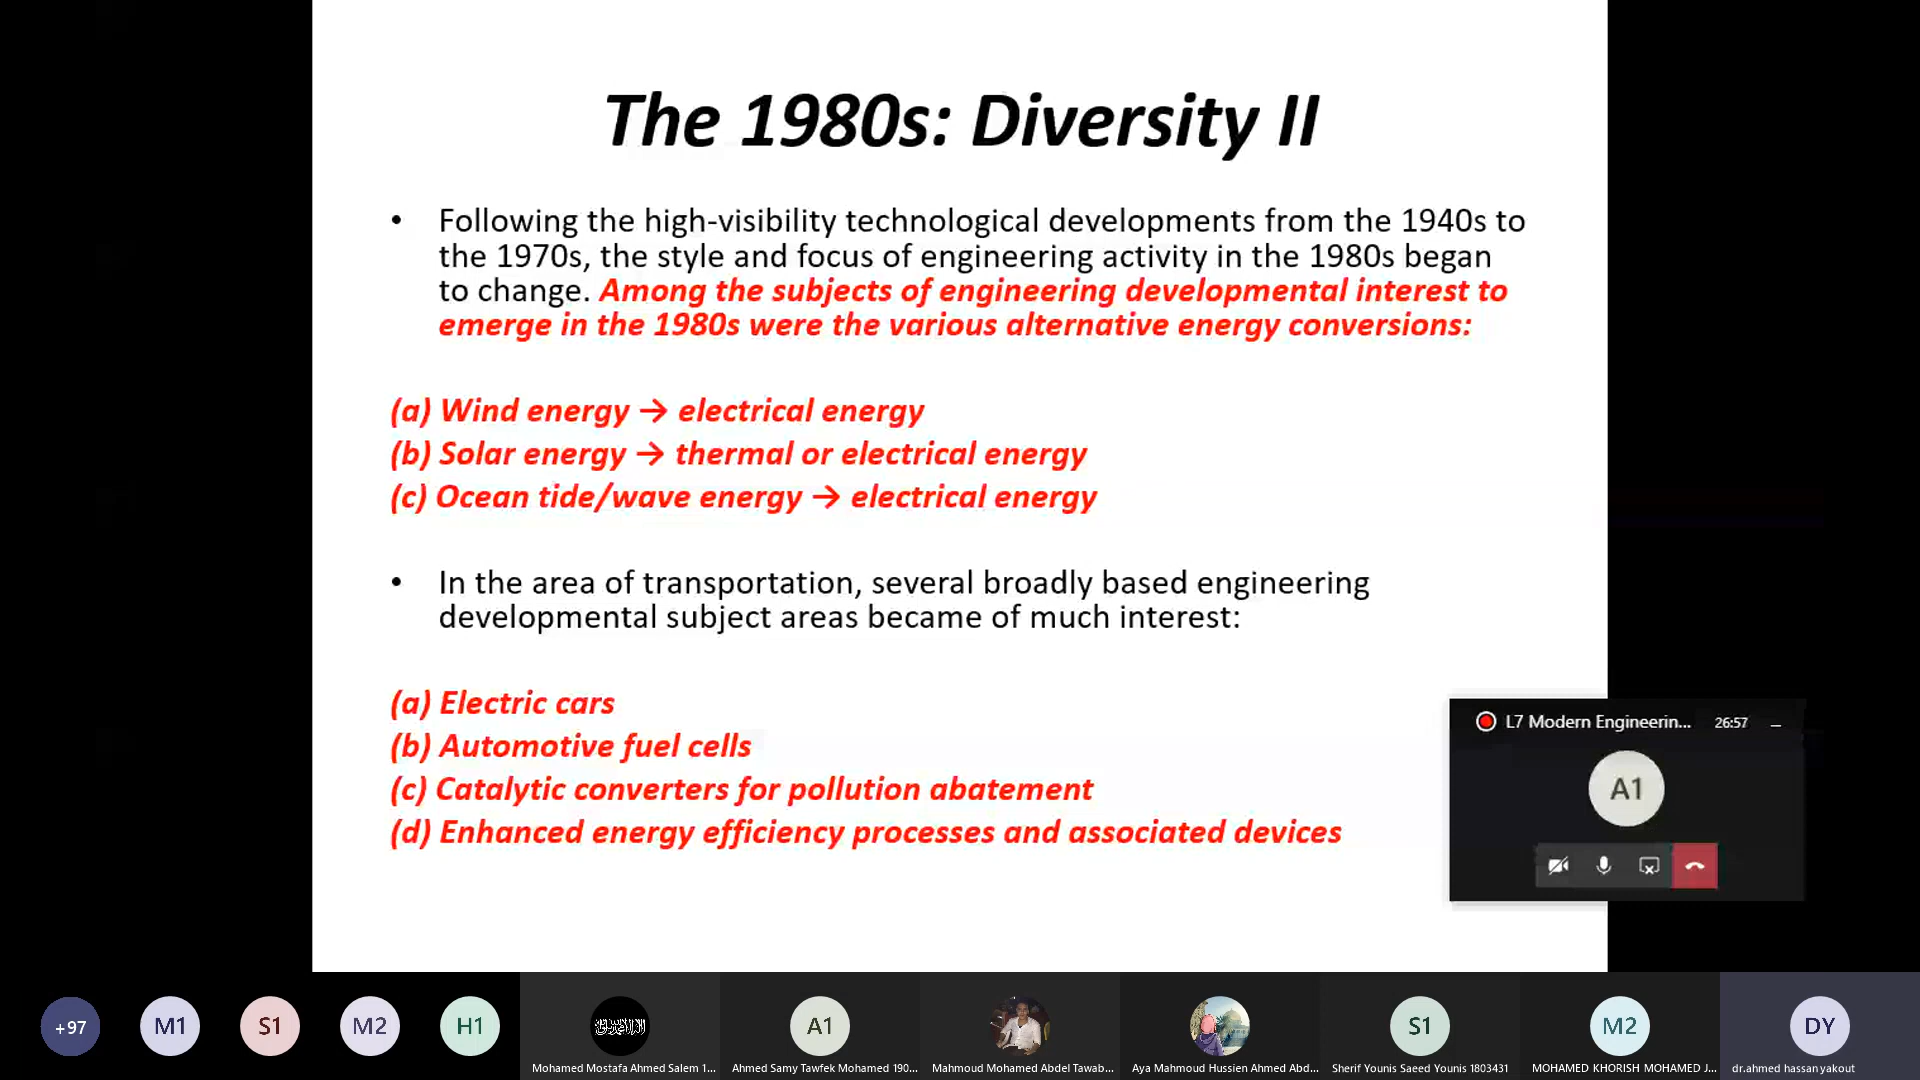 The 1980s: Diversity II
• Following the high-visibility technological developments from the 1940s to
the 1970s, the style and focus of engineering activity in the 1980s began
to change. Among the subjects of engineering developmental interest to
emerge in the 1980s were the various alternative energy conversions:
(a) Wind energy → electrical energy
(b) Solar energy → thermal or electrical energy
(c) Ocean tide/wave energy → electrical energy
• In the area of transportation, several broadly based engineering
developmental subject areas became of much interest:
(a) Electric cars
(b) Automotive fuel cells
(c) Catalytic converters for pollution abatement
(d) Enhanced energy efficiency processes and associated devices
L7 Modern Engineerin... 26:57
A1
+97 M1 S1 M2 H1 A1 S1 M2 DY
Mohamed Mostafa Ahmed Salem 1... Ahmed Samy Tawfek Mohamed 190... Mahmoud Mohamed Abdel Tawab... Aya Mahmoud Hussien Ahmed Abd... Sherif Younis Saeed Younis 1803431 MOHAMED KHORISH MOHAMED J... dr.ahmed hassan yakout